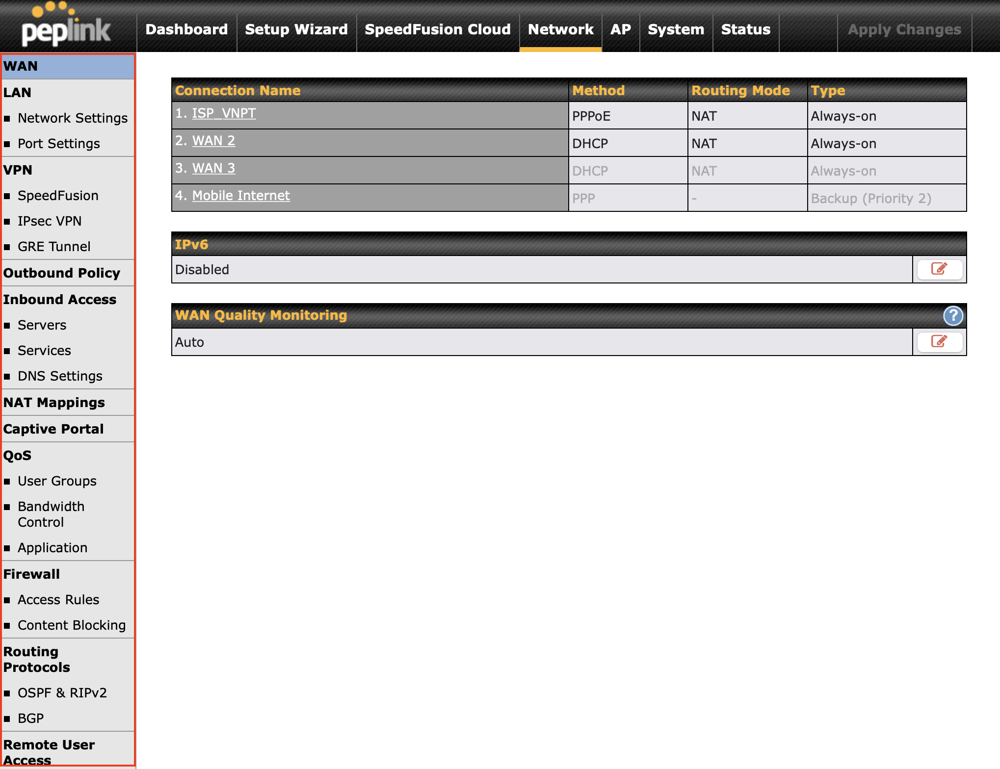 peplink
Dashboard Setup Wizard SpeedFusion Cloud Network AP System Status Apply Changes
WAN
LAN
Network Settings
Port Settings
VPN
SpeedFusion
IPsec VPN
GRE Tunnel
Outbound Policy
Inbound Access
Servers
Services
DNS Settings
NAT Mappings
Captive Portal
QoS
User Groups
Bandwidth
Control
Application
Firewall
Access Rules
Content Blocking
Routing
Protocols
OSPF & RIPv2
BGP
Remote User
Access
Connection Name Method Routing Mode Type
1. ISP_VNPT PPPoE NAT Always-on
2. WAN 2 DHCP NAT Always-on
3. WAN 3 DHCP NAT Always-on
4. Mobile Internet PPP - Backup (Priority 2)
IPv6
Disabled
WAN Quality Monitoring ?
Auto